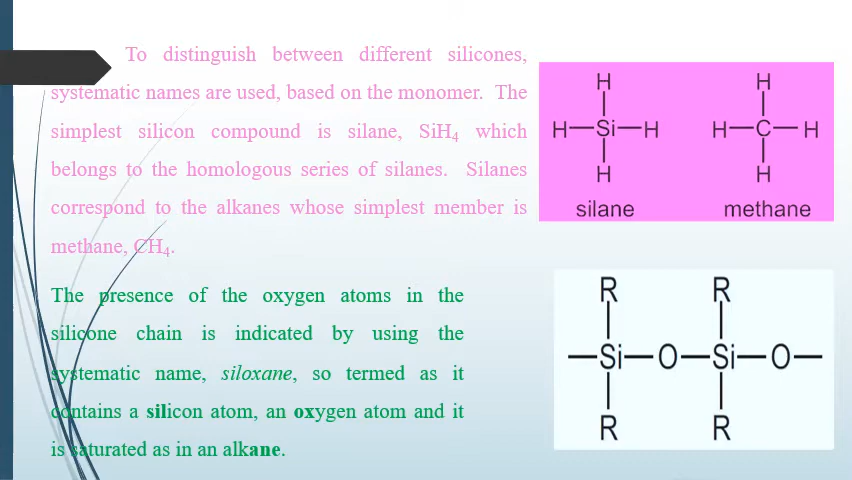 To distinguish between different silicones,
systematic names are used, based on the monomer. The
simplest silicon compound is silane, SiH4 which
belongs to the homologous series of silanes. Silanes
correspond to the alkanes whose simplest member is
methane, CH4.
The presence of the oxygen atoms in the
silicone chain is indicated by using the
systematic name, siloxane, so termed as it
contains a silicon atom, an oxygen atom and it
is saturated as in an alkane.
H H
H—Si—H H—C—H
H H
silane methane
R R
—Si—O—Si—O—
R R